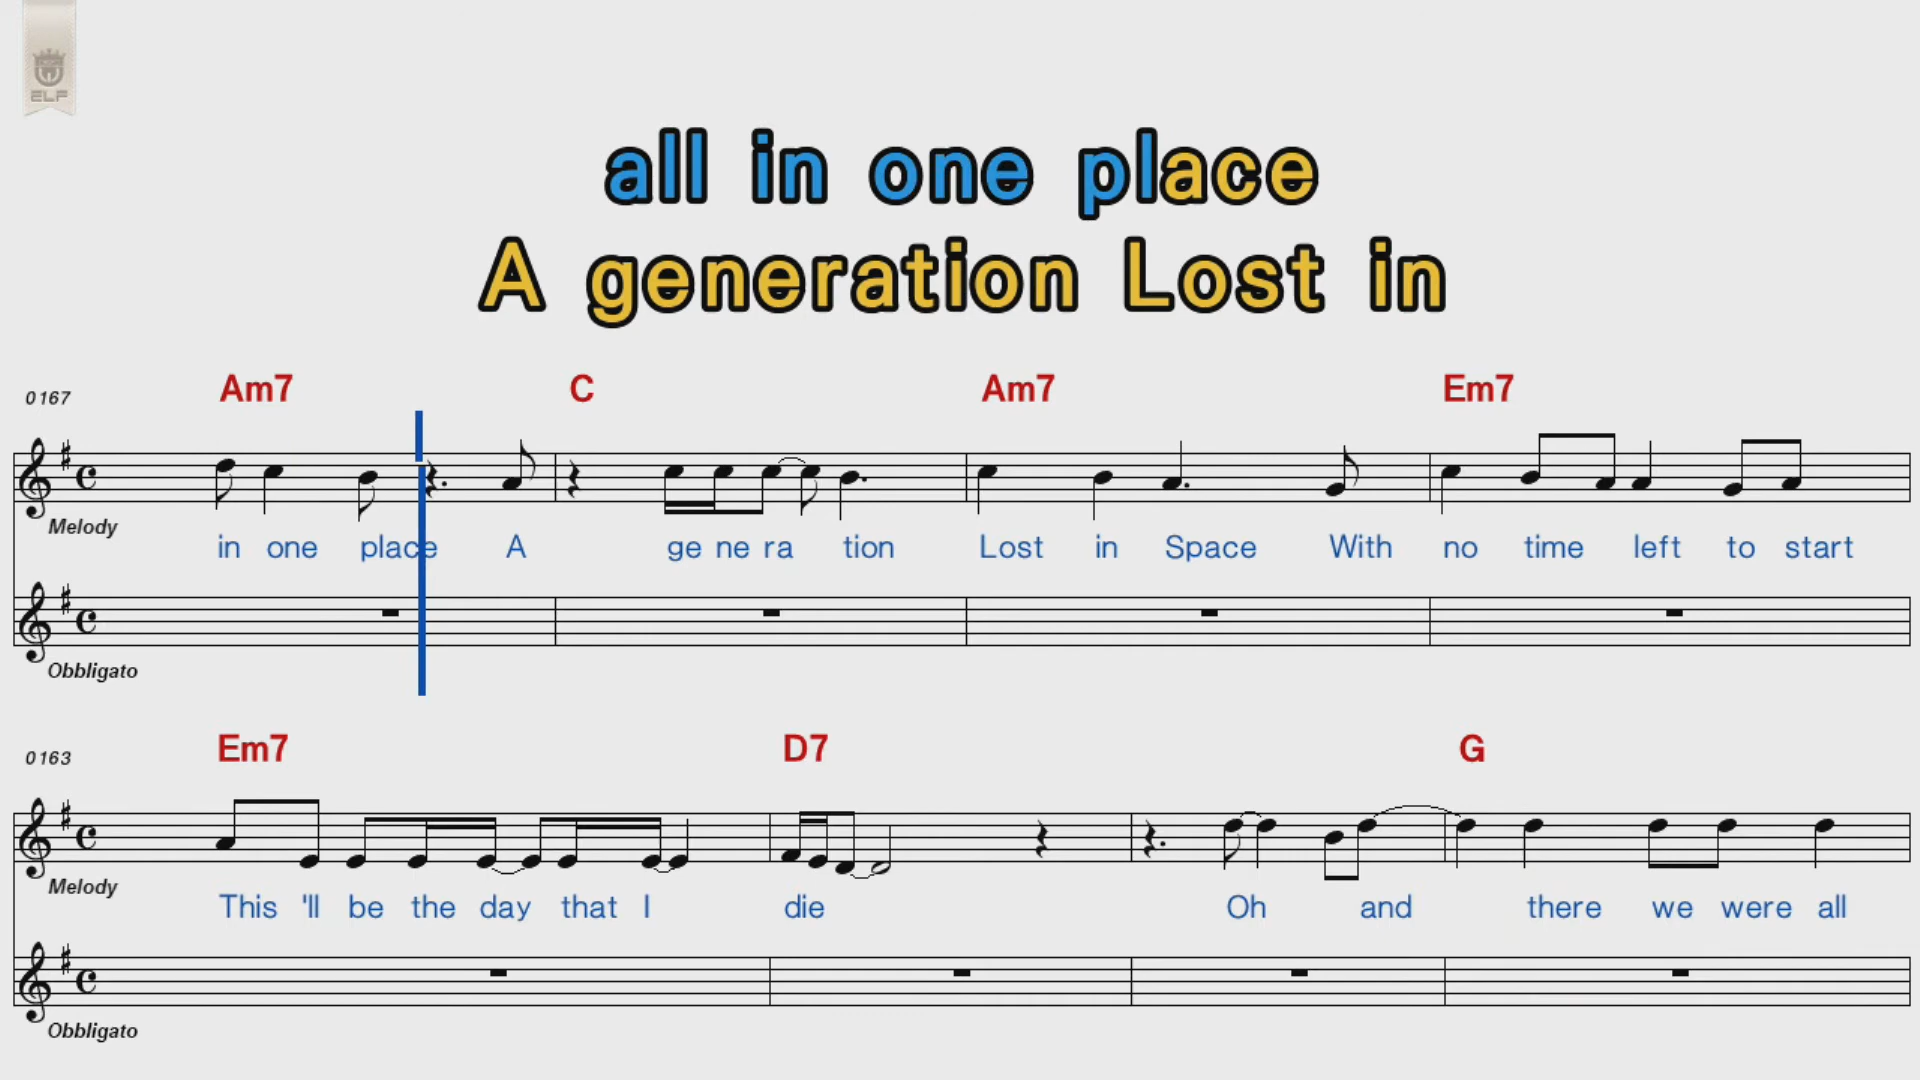 ELF
all in one place
A generation Lost in
0167 Am7 C Am7 Em7
Melody
in one place A ge ne ra tion Lost in Space With no time left to start
Obbligato
0163 Em7 D7 G
Melody
This 'll be the day that I die Oh and there we were all
Obbligato